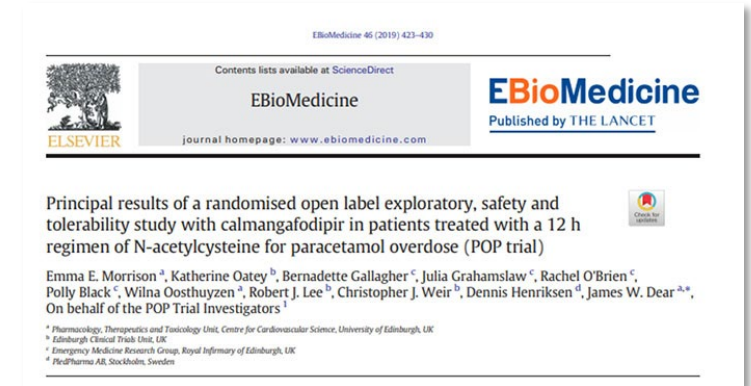 EBioMedicine 46 (2019) 423–430
Contents lists available at ScienceDirect
EBioMedicine
journal homepage: www.ebiomedicine.com
ELSEVIER
EBioMedicine
Published by THE LANCET
Principal results of a randomised open label exploratory, safety and
tolerability study with calmangafodipir in patients treated with a 12 h
regimen of N-acetylcysteine for paracetamol overdose (POP trial)
Check for
updates
Emma E. Morrison a, Katherine Oatey b, Bernadette Gallagher c, Julia Grahamslaw c, Rachel O'Brien c,
Polly Black c, Wilna Oosthuyzen a, Robert J. Lee b, Christopher J. Weir b, Dennis Henriksen d, James W. Dear a,*,
On behalf of the POP Trial Investigators 1
a Pharmacology, Therapeutics and Toxicology Unit, Centre for Cardiovascular Science, University of Edinburgh, UK
b Edinburgh Clinical Trials Unit, UK
c Emergency Medicine Research Group, Royal Infirmary of Edinburgh, UK
d PledPharma AB, Stockholm, Sweden